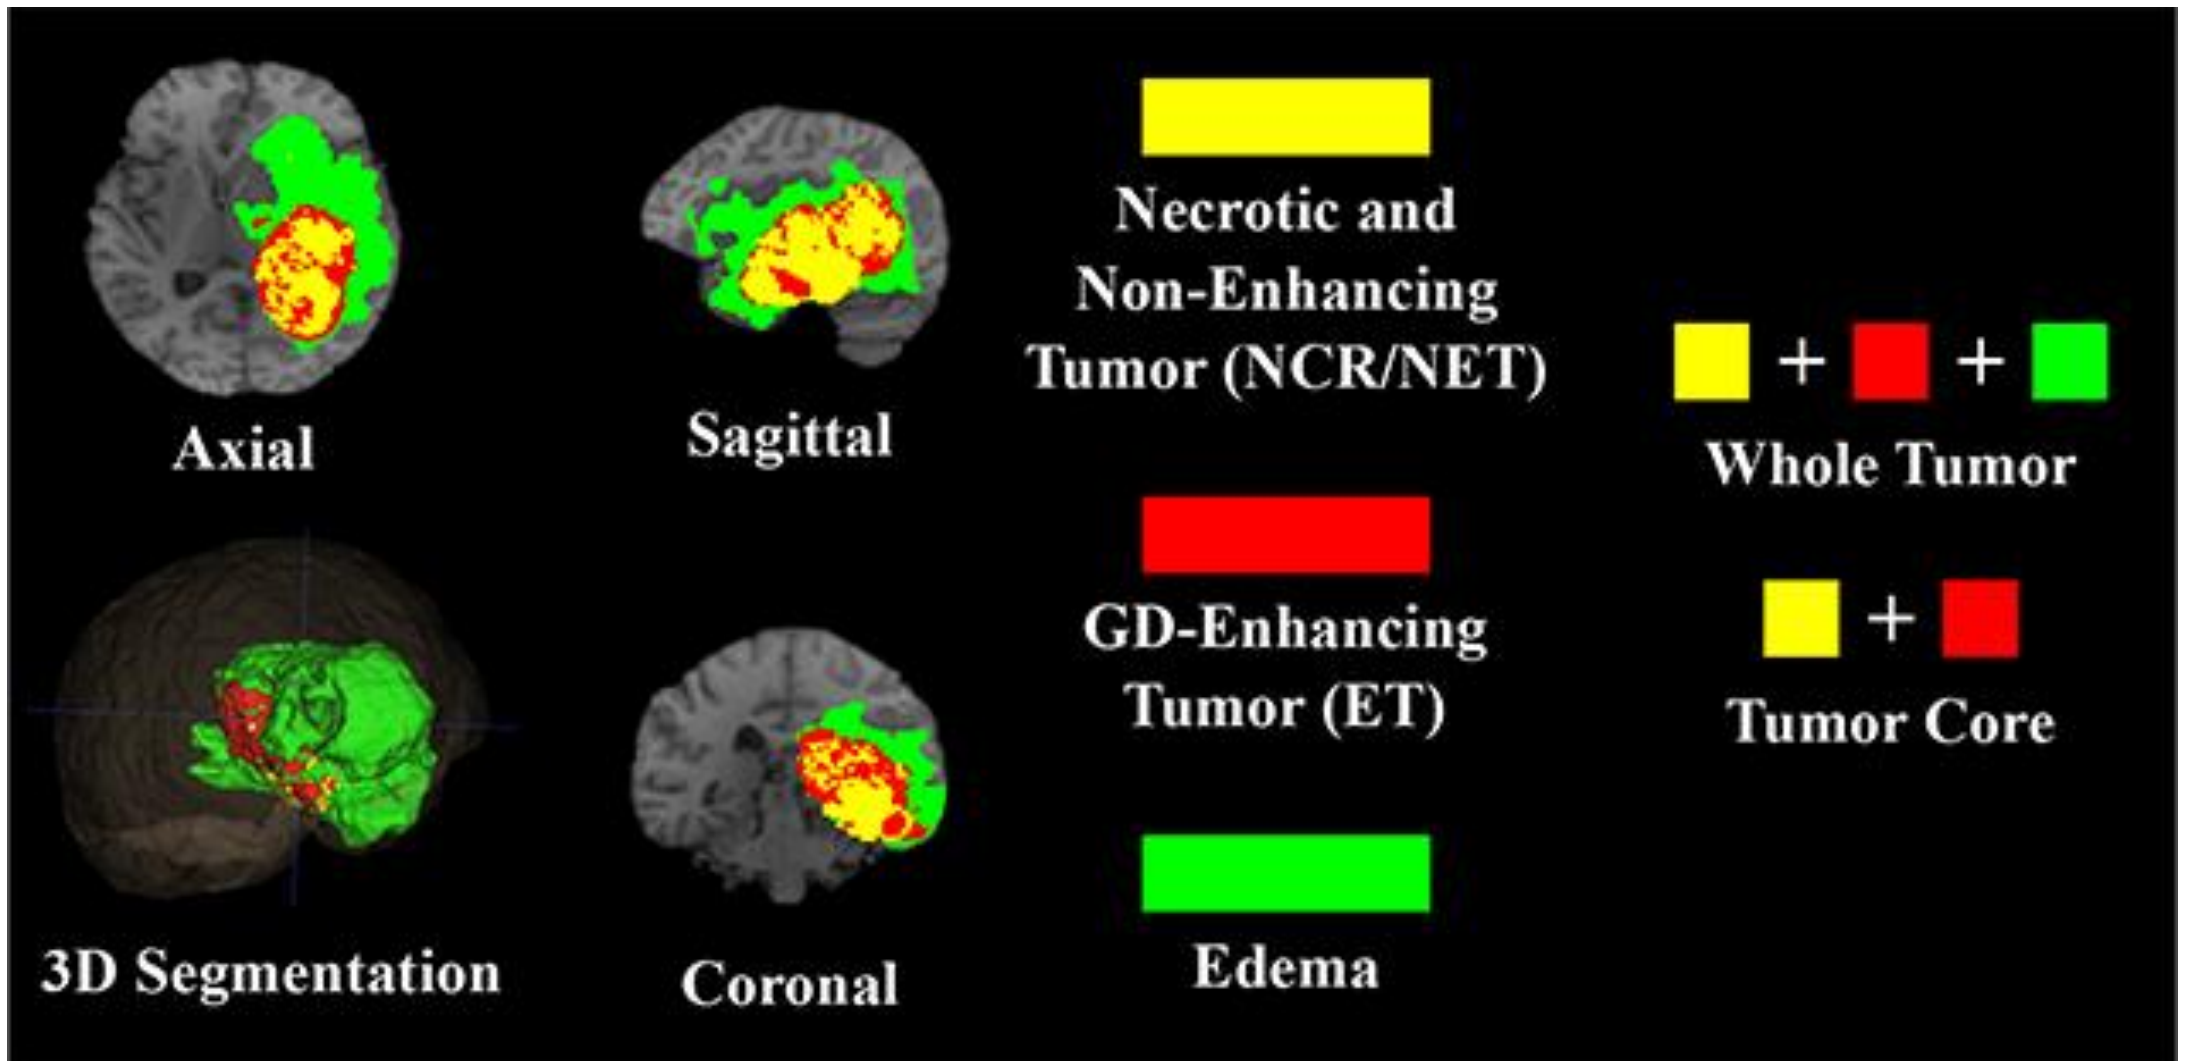 Axial
Sagittal
3D Segmentation
Coronal
Necrotic and
Non-Enhancing
Tumor (NCR/NET)
GD-Enhancing
Tumor (ET)
Edema
+ +
Whole Tumor
+
Tumor Core